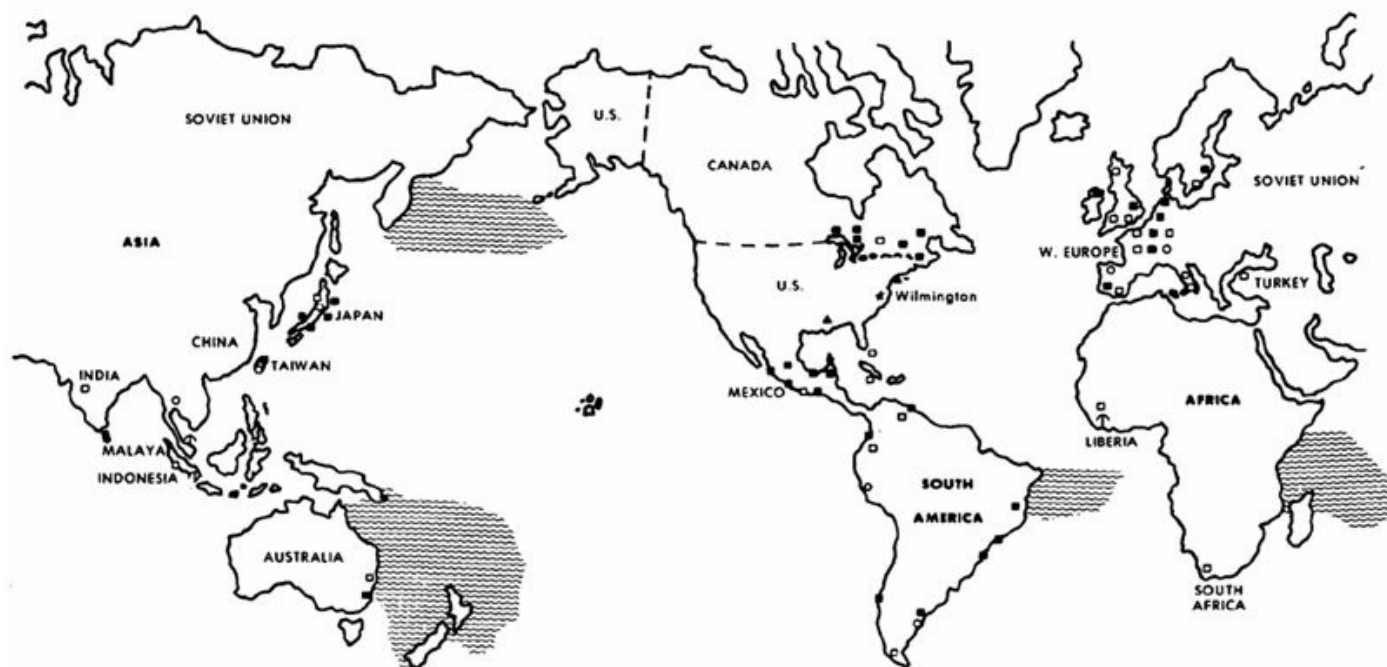 SOVIET UNION
U.S.
CANADA
SOVIET UNION
ASIA
W. EUROPE
U.S.
TURKEY
Wilmington
JAPAN
CHINA
TAIWAN
INDIA
MEXICO
AFRICA
LIBERIA
MALAYA
INDONESIA
SOUTH
AMERICA
AUSTRALIA
SOUTH
AFRICA